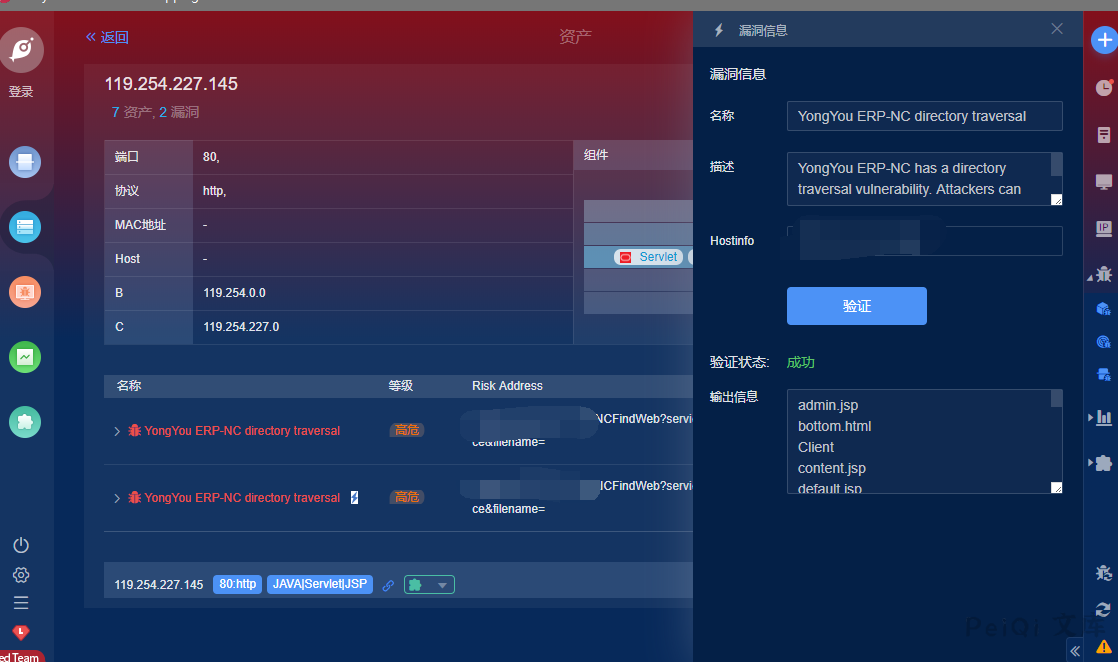 登录
返回
资产
119.254.227.145
7 资产, 2 漏洞
端口 80,
协议 http,
MAC地址 -
Host -
B 119.254.0.0
C 119.254.227.0
组件
Servlet
名称 等级 Risk Address
YongYou ERP-NC directory traversal 高危 NCFindWeb?servi
ce&filename=
YongYou ERP-NC directory traversal 高危 NCFindWeb?servi
ce&filename=
119.254.227.145 80:http JAVA|Servlet|JSP
ed Team
漏洞信息
漏洞信息
名称 YongYou ERP-NC directory traversal
描述 YongYou ERP-NC has a directory
traversal vulnerability. Attackers can
Hostinfo
验证
验证状态: 成功
输出信息 admin.jsp
bottom.html
Client
content.jsp
default.jsp
IP
PeiQi 文库